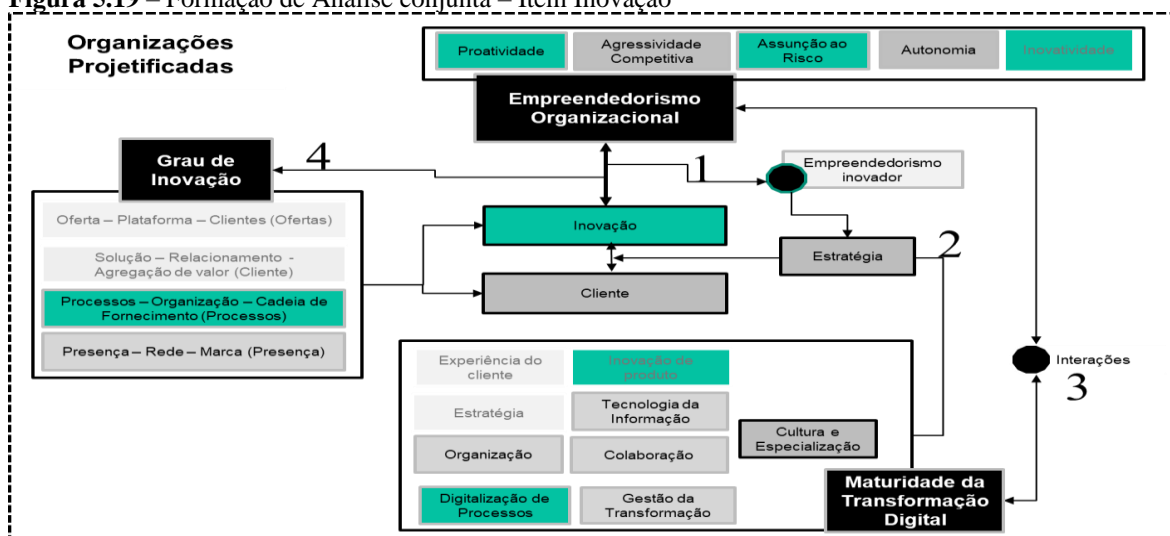 Figura 5.19 – Formação de Análise conjunta – Item Inovação
Organizações
Projetificadas
Proatividade
Agressividade
Competitiva
Assunção ao
Risco
Autonomia
Inovatividade
Empreendedorismo
Organizacional
Grau de
Inovação
4
1
Empreendedorismo
inovador
Oferta – Plataforma – Clientes (Ofertas)
Solução – Relacionamento -
Agregação de valor (Cliente)
Processos – Organização – Cadeia de
Fornecimento (Processos)
Presença – Rede – Marca (Presença)
Inovação
Cliente
Estratégia
2
Interações
3
Experiência do
cliente
Inovação de
produto
Estratégia
Tecnologia da
Informação
Organização
Colaboração
Cultura e
Especialização
Digitalização de
Processos
Gestão da
Transformação
Maturidade da
Transformação
Digital